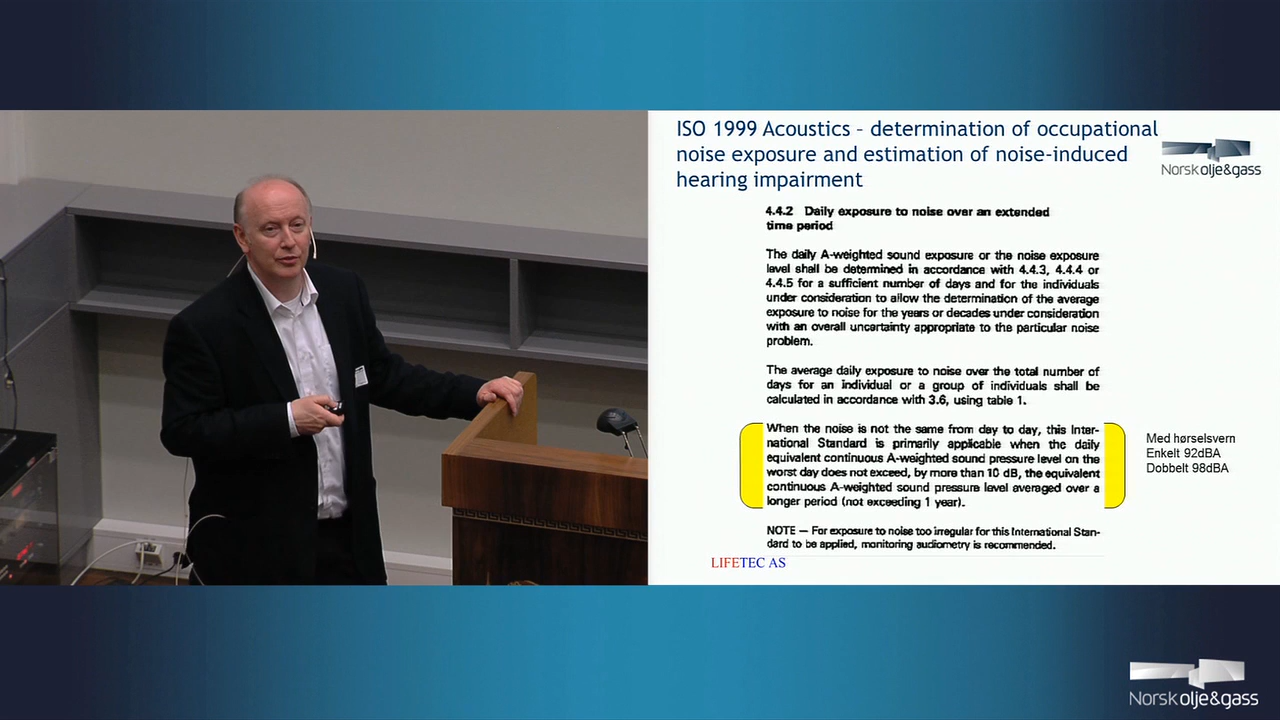 ISO 1999 Acoustics – determination of occupational
noise exposure and estimation of noise-induced
hearing impairment
Norsk olje&gass
4.4.2 Daily exposure to noise over an extended
time period
The daily A-weighted sound exposure or the noise exposure
level shall be determined in accordance with 4.4.3, 4.4.4 or
4.4.5 for a sufficient number of days and for the individuals
under consideration to allow the determination of the average
exposure to noise for the years or decades under consideration
with an overall uncertainty appropriate to the particular noise
problem.
The average daily exposure to noise over the total number of
days for an individual or a group of individuals shall be
calculated in accordance with 3.6, using table 1.
When the noise is not the same from day to day, this Inter-
national Standard is primarily applicable when the daily
equivalent continuous A-weighted sound pressure level on the
worst day does not exceed, by more than 10 dB, the equivalent
continuous A-weighted sound pressure level averaged over a
longer period (not exceeding 1 year).
Med hørselsvern
Enkelt 92dBA
Dobbelt 98dBA
NOTE — For exposure to noise too irregular for this International Stan-
dard to be applied, monitoring audiometry is recommended.
LIFETEC AS
Norsk olje&gass